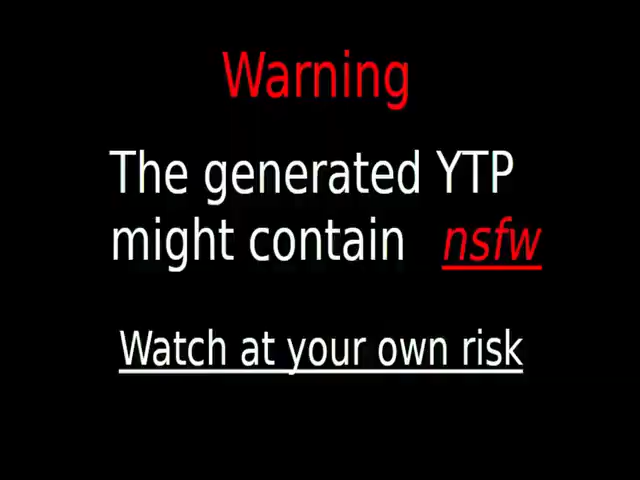 Warning
The generated YTP
might contain nsfw
Watch at your own risk